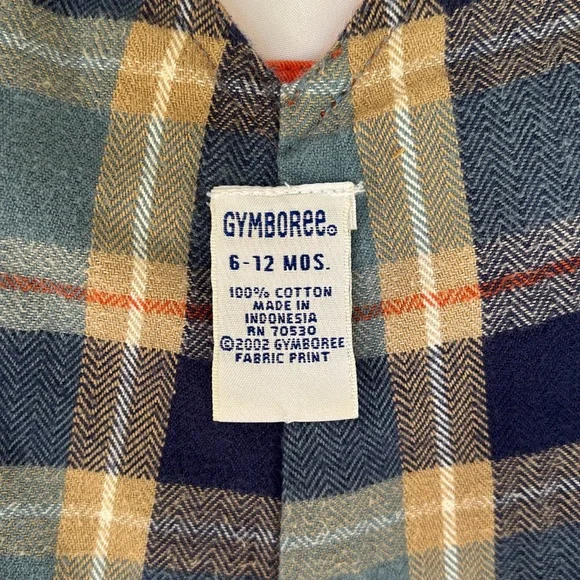 GYMBOREE®
6-12 MOS.
100% COTTON
MADE IN
INDONESIA
RN 70530
©2002 GYMBOREE
FABRIC PRINT